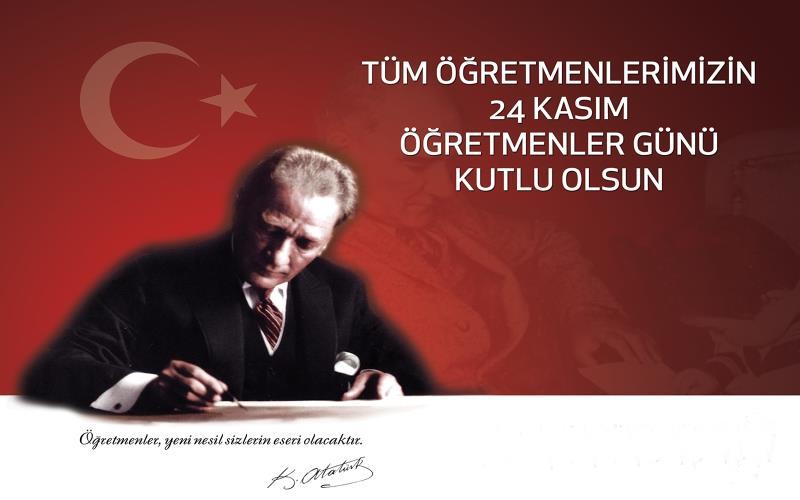 TÜM ÖĞRETMENLERİMİZİN
24 KASIM
ÖĞRETMENLER GÜNÜ
KUTLU OLSUN
Öğretmenler, yeni nesil sizlerin eseri olacaktır.
K. Atatürk